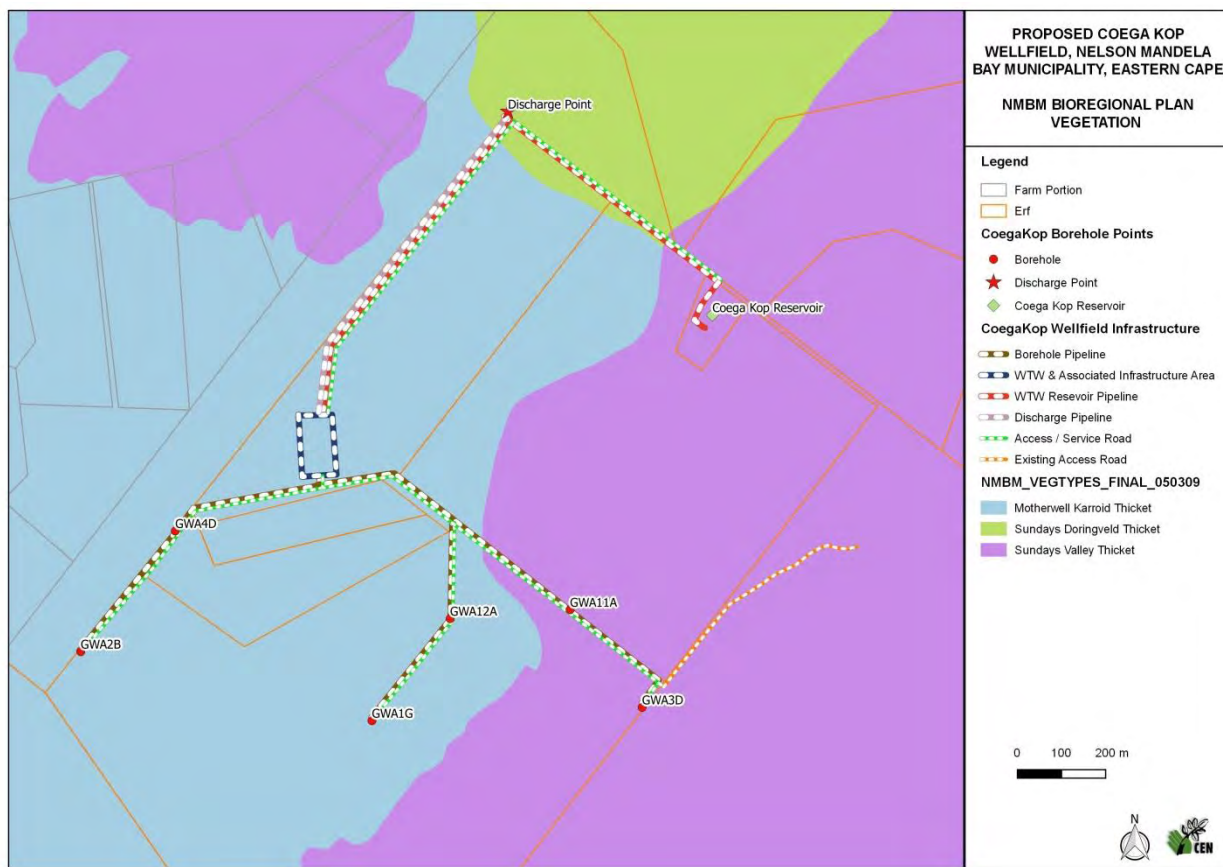 PROPOSED COEGA KOP
WELLFIELD, NELSON MANDELA
BAY MUNICIPALITY, EASTERN CAPE
NMBM BIOREGIONAL PLAN
VEGETATION
Legend
Farm Portion
Erf
CoegaKop Borehole Points
Borehole
Discharge Point
Coega Kop Reservoir
CoegaKop Wellfield Infrastructure
Borehole Pipeline
WTW & Associated Infrastructure Area
WTW Resevoir Pipeline
Discharge Pipeline
Access / Service Road
Existing Access Road
NMBM_VEGTYPES_FINAL_050309
Motherwell Karroid Thicket
Sundays Doringveld Thicket
Sundays Valley Thicket
0 100 200 m
N
CEN
Discharge Point
Coega Kop Reservoir
GWA4D
GWA2B
GWA12A
GWA11A
GWA1G
GWA3D